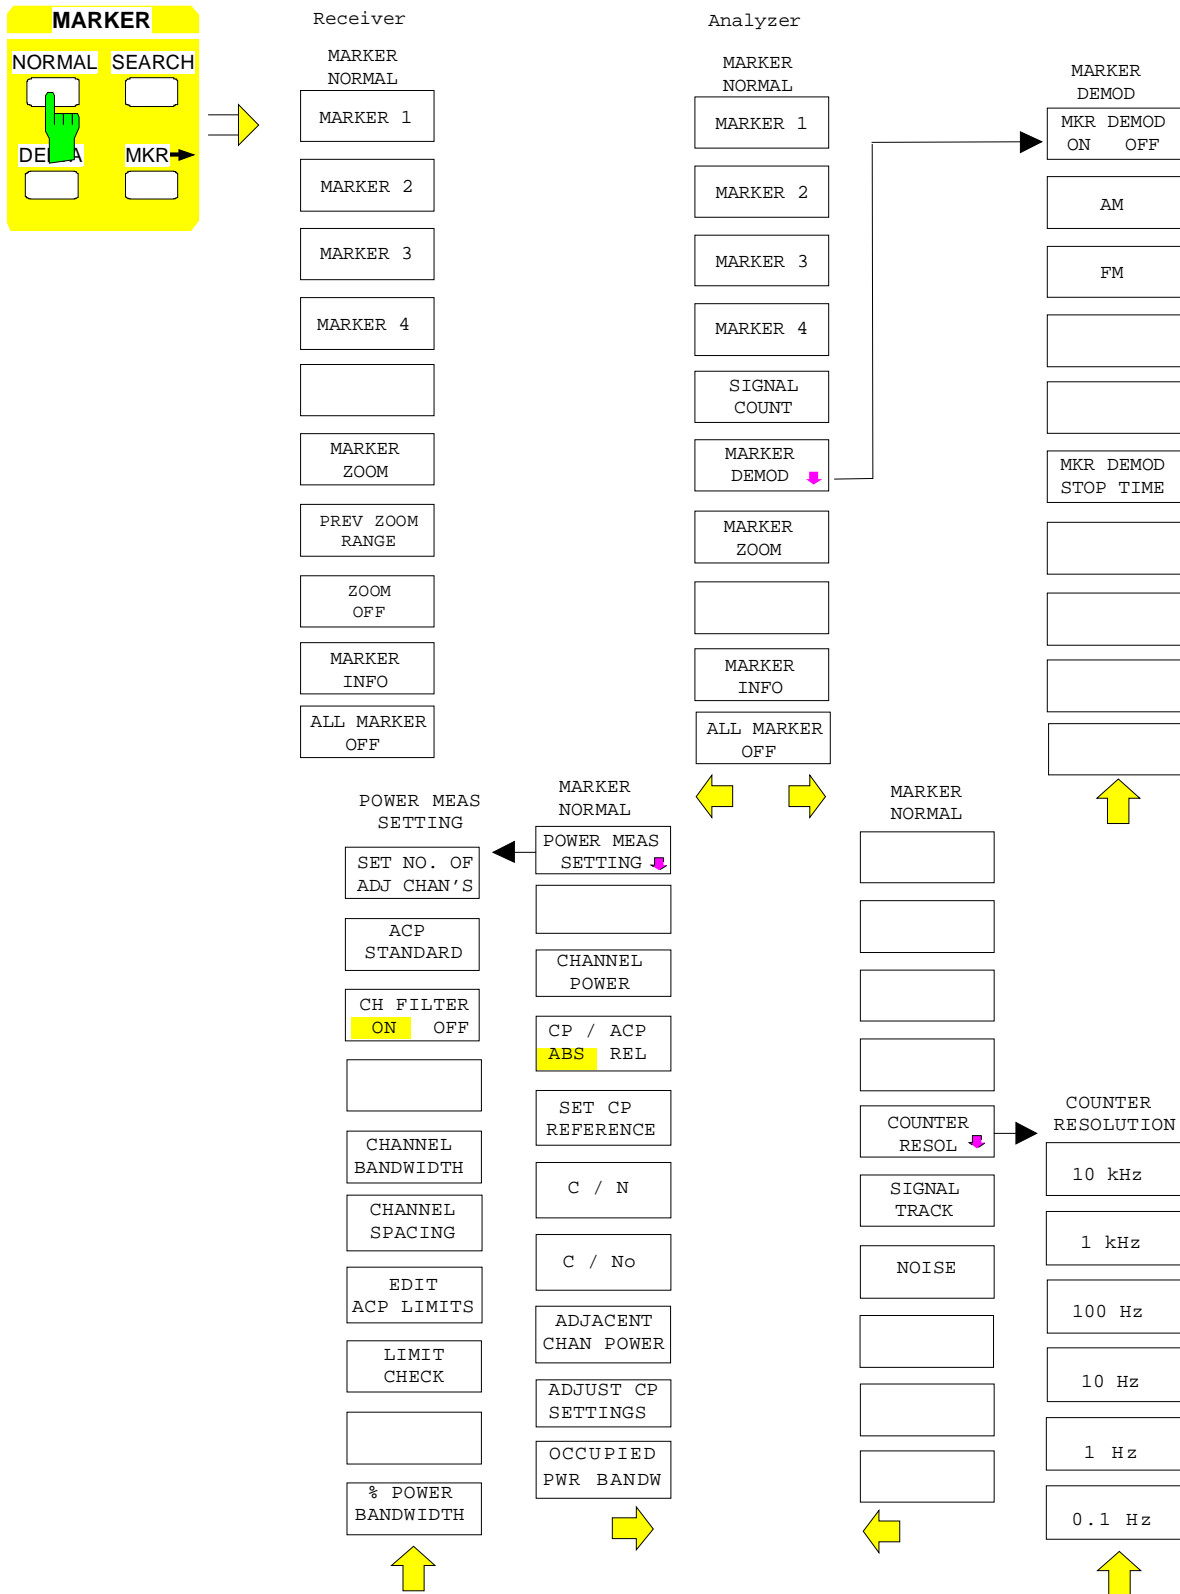 MARKER
NORMAL
SEARCH
MKR
Receiver
MARKER
NORMAL
MARKER 1
MARKER 2
MARKER 3
MARKER 4
MARKER
ZOOM
PREV ZOOM
RANGE
ZOOM
OFF
MARKER
INFO
ALL MARKER
OFF
Analyzer
MARKER
NORMAL
MARKER 1
MARKER 2
MARKER 3
MARKER 4
SIGNAL
COUNT
MARKER
DEMOD
MARKER
ZOOM
MARKER
INFO
ALL MARKER
OFF
MARKER
DEMOD
MKR DEMOD
ON OFF
AM
FM
MKR DEMOD
STOP TIME
POWER MEAS
SETTING
SET NO. OF
ADJ CHAN'S
ACP
STANDARD
CH FILTER
ON OFF
CHANNEL
BANDWIDTH
CHANNEL
SPACING
EDIT
ACP LIMITS
LIMIT
CHECK
% POWER
BANDWIDTH
MARKER
NORMAL
POWER MEAS
SETTING
CHANNEL
POWER
CP / ACP
ABS REL
SET CP
REFERENCE
C / N
C / No
ADJACENT
CHAN POWER
ADJUST CP
SETTINGS
OCCUPIED
PWR BANDW
MARKER
NORMAL
COUNTER
RESOL
SIGNAL
TRACK
NOISE
COUNTER
RESOLUTION
10 kHz
1 kHz
100 Hz
10 Hz
1 Hz
0.1 Hz